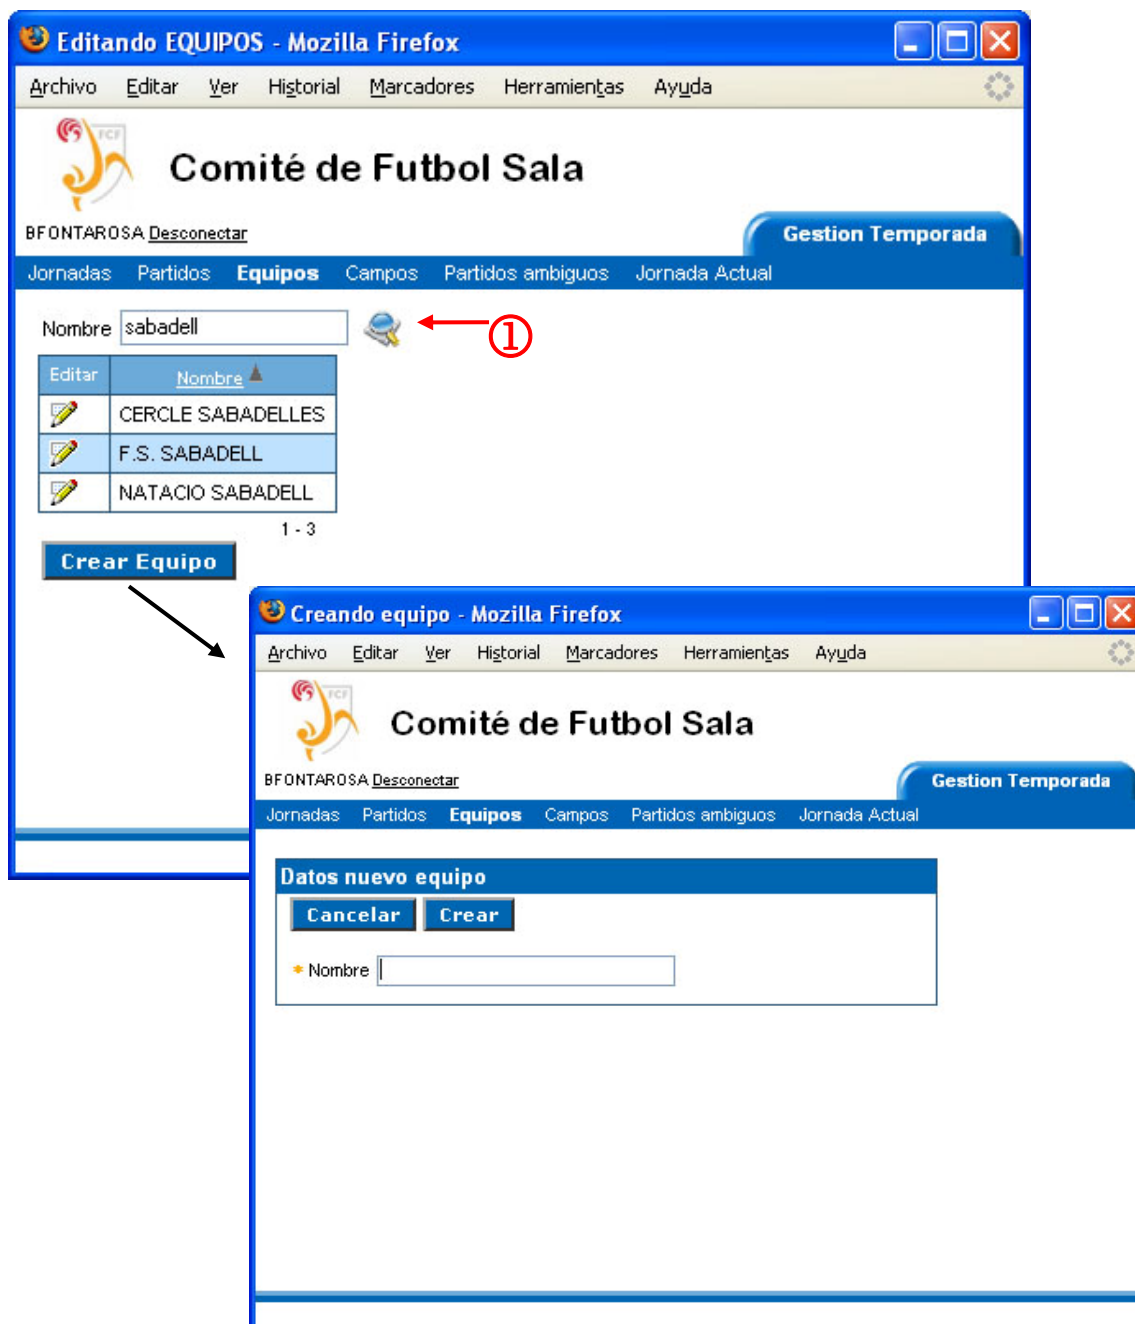 Editando EQUIPOS - Mozilla Firefox
Archivo Editar Ver Historial Marcadores Herramientas Ayuda
FCF
Comité de Futbol Sala
BFONTAROSA Desconectar
Gestion Temporada
Jornadas Partidos Equipos Campos Partidos ambiguos Jornada Actual
Nombre sabadell
①
Editar Nombre
CERCLE SABADELLES
F.S. SABADELL
NATACIO SABADELL
1 - 3
Crear Equipo
Creando equipo - Mozilla Firefox
Archivo Editar Ver Historial Marcadores Herramientas Ayuda
FCF
Comité de Futbol Sala
BFONTAROSA Desconectar
Gestion Temporada
Jornadas Partidos Equipos Campos Partidos ambiguos Jornada Actual
Datos nuevo equipo
Cancelar Crear
* Nombre